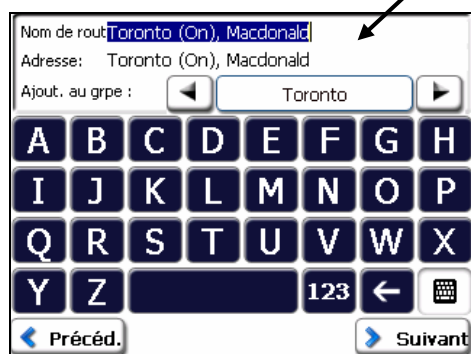 Nom de rout Toronto (On), Macdonald
Adresse: Toronto (On), Macdonald
Ajout. au grpe : Toronto
A B C D E F G H
I J K L M N O P
Q R S T U V W X
Y Z 123
Précéd. Suivant